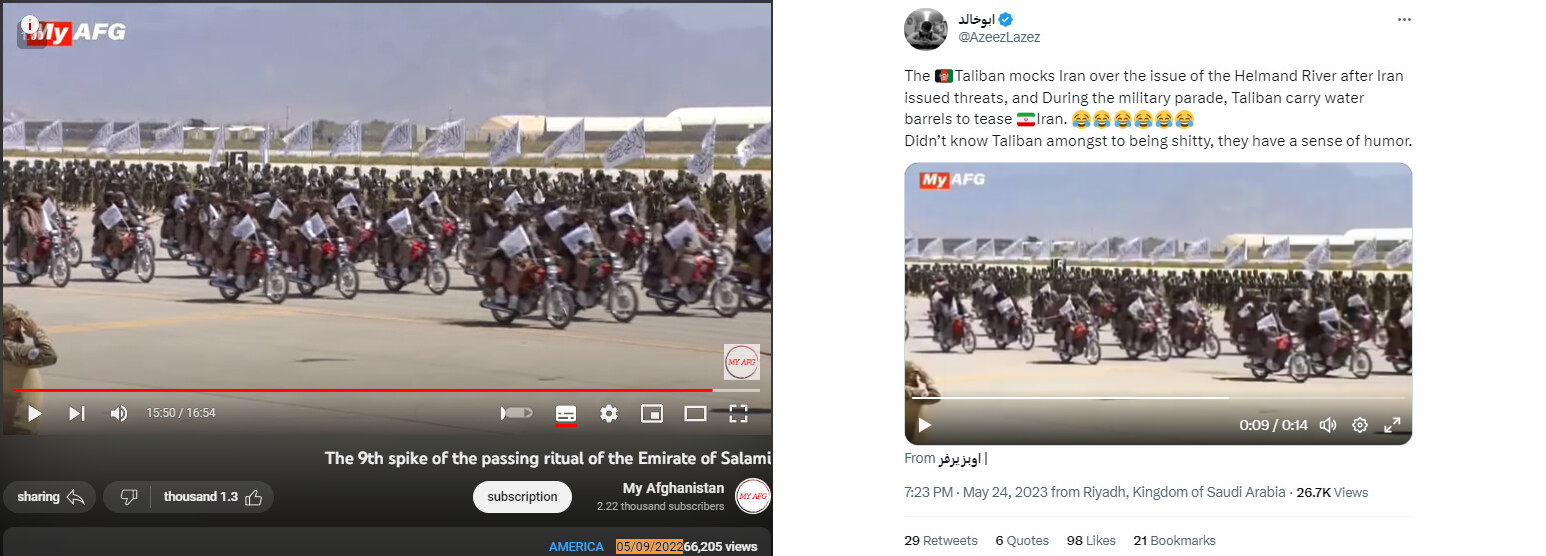 My AFG
MY AFG
15:50 / 16:54
The 9th spike of the passing ritual of the Emirate of Salami
sharing
thousand 1.3
subscription
My Afghanistan
2.22 thousand subscribers
MY AFG
AMERICA 05/09/2022 66,205 views
ابوخالد
@AzeezLazez
The 🇦🇫Taliban mocks Iran over the issue of the Helmand River after Iran
issued threats, and During the military parade, Taliban carry water
barrels to tease 🇮🇷Iran. 😂😂😂😂😂😂
Didn’t know Taliban amongst to being shitty, they have a sense of humor.
My AFG
0:09 / 0:14
From اوبزيرفر |
7:23 PM · May 24, 2023 from Riyadh, Kingdom of Saudi Arabia · 26.7K Views
29 Retweets 6 Quotes 98 Likes 21 Bookmarks